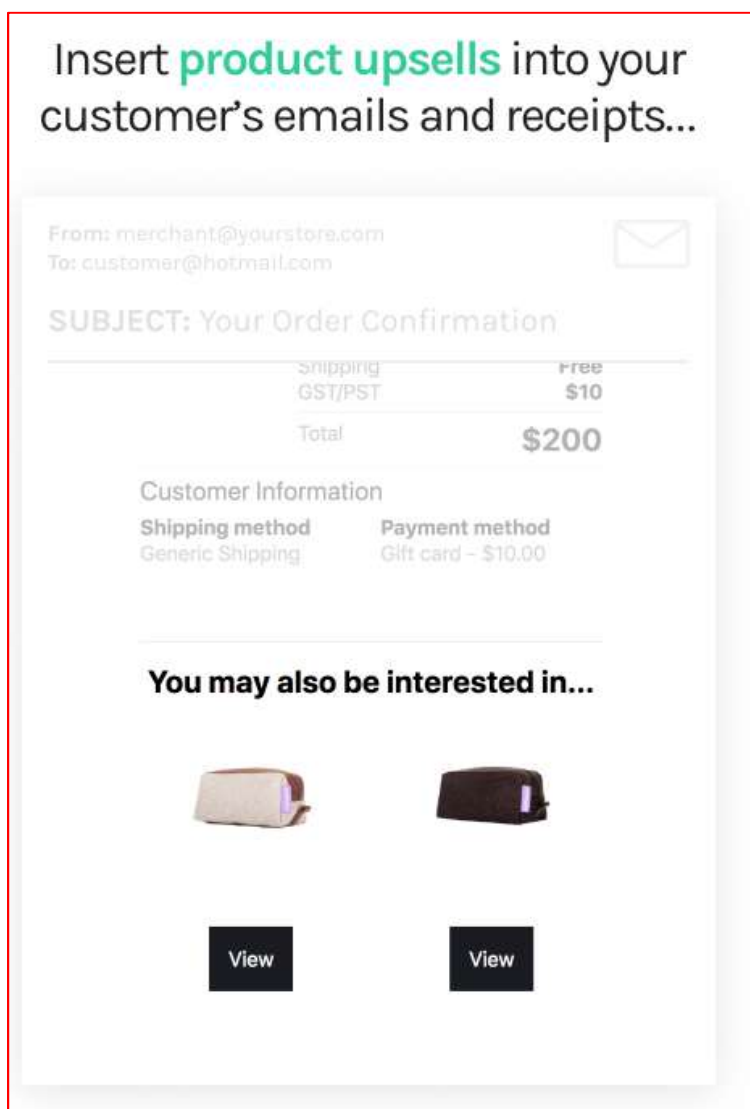 Insert product upsells into your
customer's emails and receipts...
From: merchant@yourstore.com
To: customer@hotmail.com
SUBJECT: Your Order Confirmation
Shipping Free
GST/PST $10
Total $200
Customer Information
Shipping method Payment method
Generic Shipping Gift card - $10.00
You may also be interested in...
View View